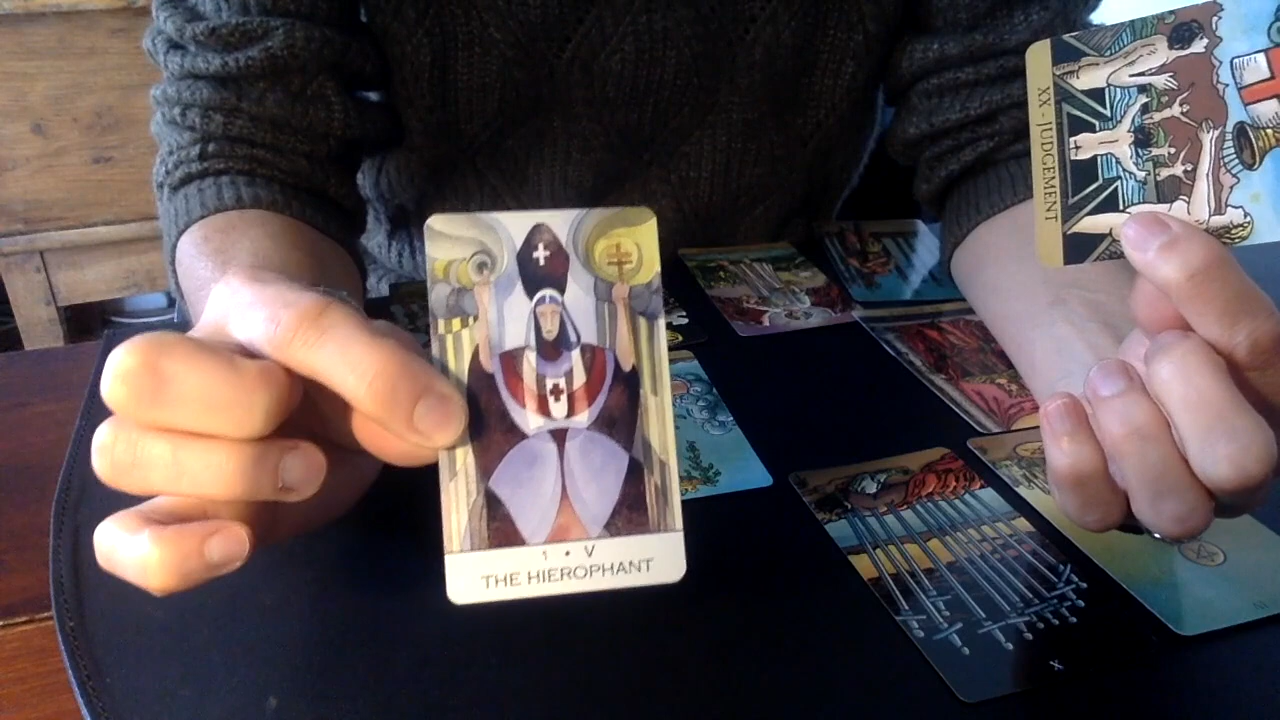 1 • V
THE HIEROPHANT
XX - JUDGEMENT
X